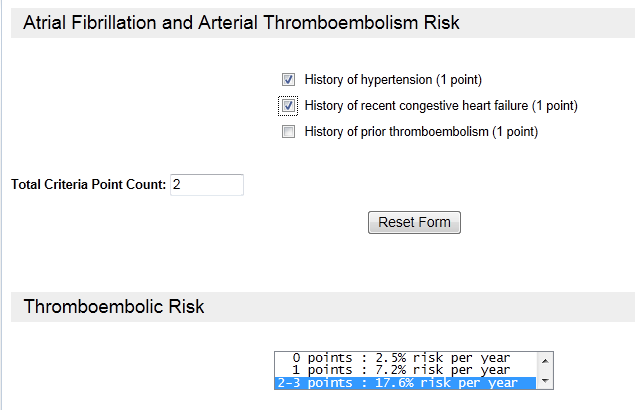 Atrial Fibrillation and Arterial Thromboembolism Risk
History of hypertension (1 point)
History of recent congestive heart failure (1 point)
History of prior thromboembolism (1 point)
Total Criteria Point Count: 2
Reset Form
Thromboembolic Risk
0 points : 2.5% risk per year
1 points : 7.2% risk per year
2-3 points : 17.6% risk per year